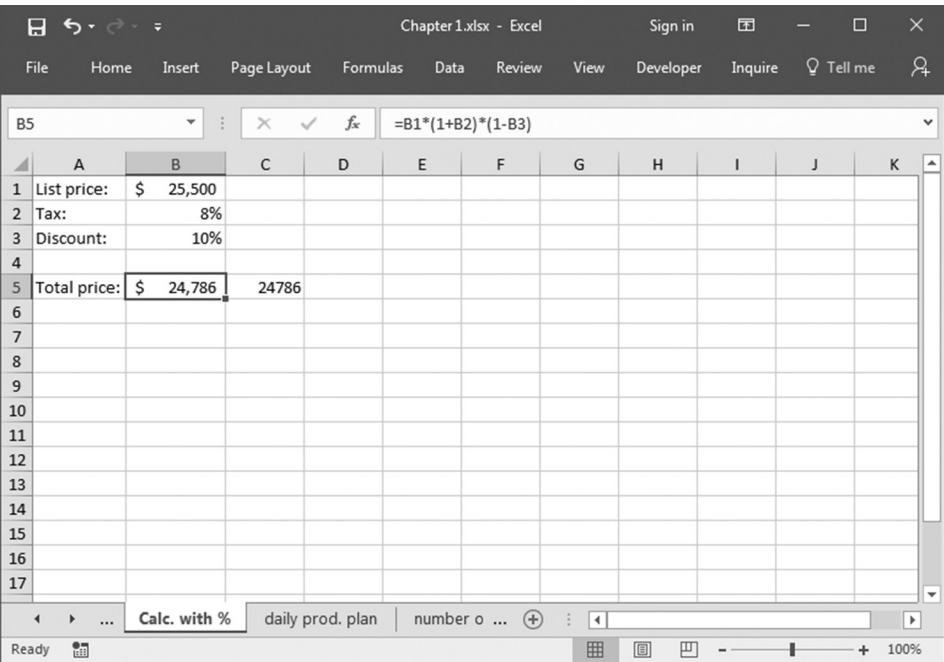 Chapter 1.xlsx - Excel Sign in
File Home Insert Page Layout Formulas Data Review View Developer Inquire Tell me
B5 fx =B1*(1+B2)*(1-B3)
A B C D E F G H I J K
1 List price: $ 25,500
2 Tax: 8%
3 Discount: 10%
4
5 Total price: $ 24,786 24786
6
7
8
9
10
11
12
13
14
15
16
17
... Calc. with % daily prod. plan number o ...
Ready 100%